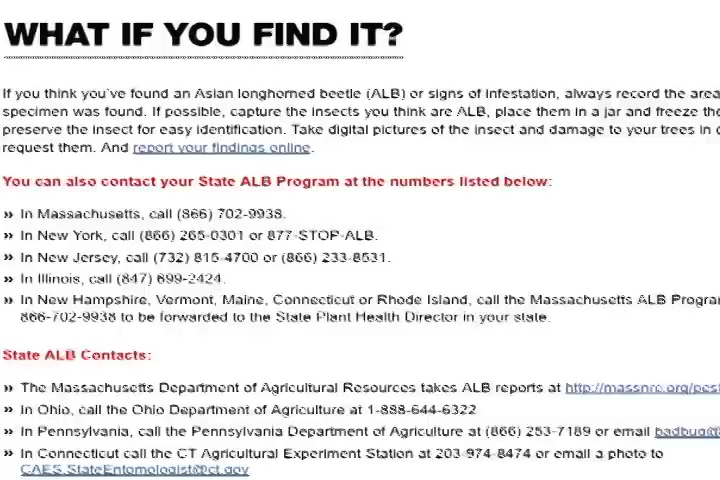 WHAT IF YOU FIND IT?
If you think you've found an Asian longhorned beetle (ALB) or signs of infestation, always record the area
specimen was found. If possible, capture the insects you think are ALB, place them in a jar and freeze the
preserve the insect for easy identification. Take digital pictures of the insect and damage to your trees in
request them. And report your findings online.
You can also contact your State ALB Program at the numbers listed below:
» In Massachusetts, call (866) 702-9938.
» In New York, call (866) 265-0301 or 877-STOP-ALB.
» In New Jersey, call (732) 815-4700 or (866) 233-8531.
» In Illinois, call (847) 699-2424.
» In New Hampshire, Vermont, Maine, Connecticut or Rhode Island, call the Massachusetts ALB Progra
866-702-9938 to be forwarded to the State Plant Health Director in your state.
State ALB Contacts:
» The Massachusetts Department of Agricultural Resources takes ALB reports at http://massnrc.org/pest
» In Ohio, call the Ohio Department of Agriculture at 1-888-644-6322
» In Pennsylvania, call the Pennsylvania Department of Agriculture at (866) 253-7189 or email badbug@
» In Connecticut call the CT Agricultural Experiment Station at 203-974-8474 or email a photo to
CAES.StateEntomologist@ct.gov